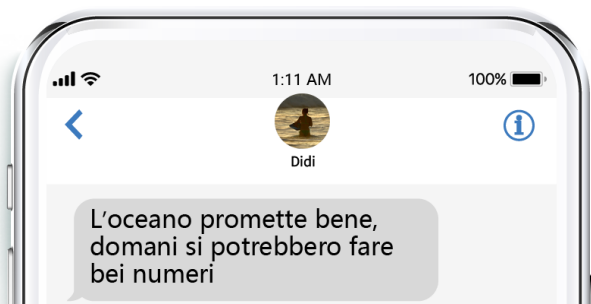 1:11 AM
100%
Didi
L'oceano promette bene,
domani si potrebbero fare
bei numeri